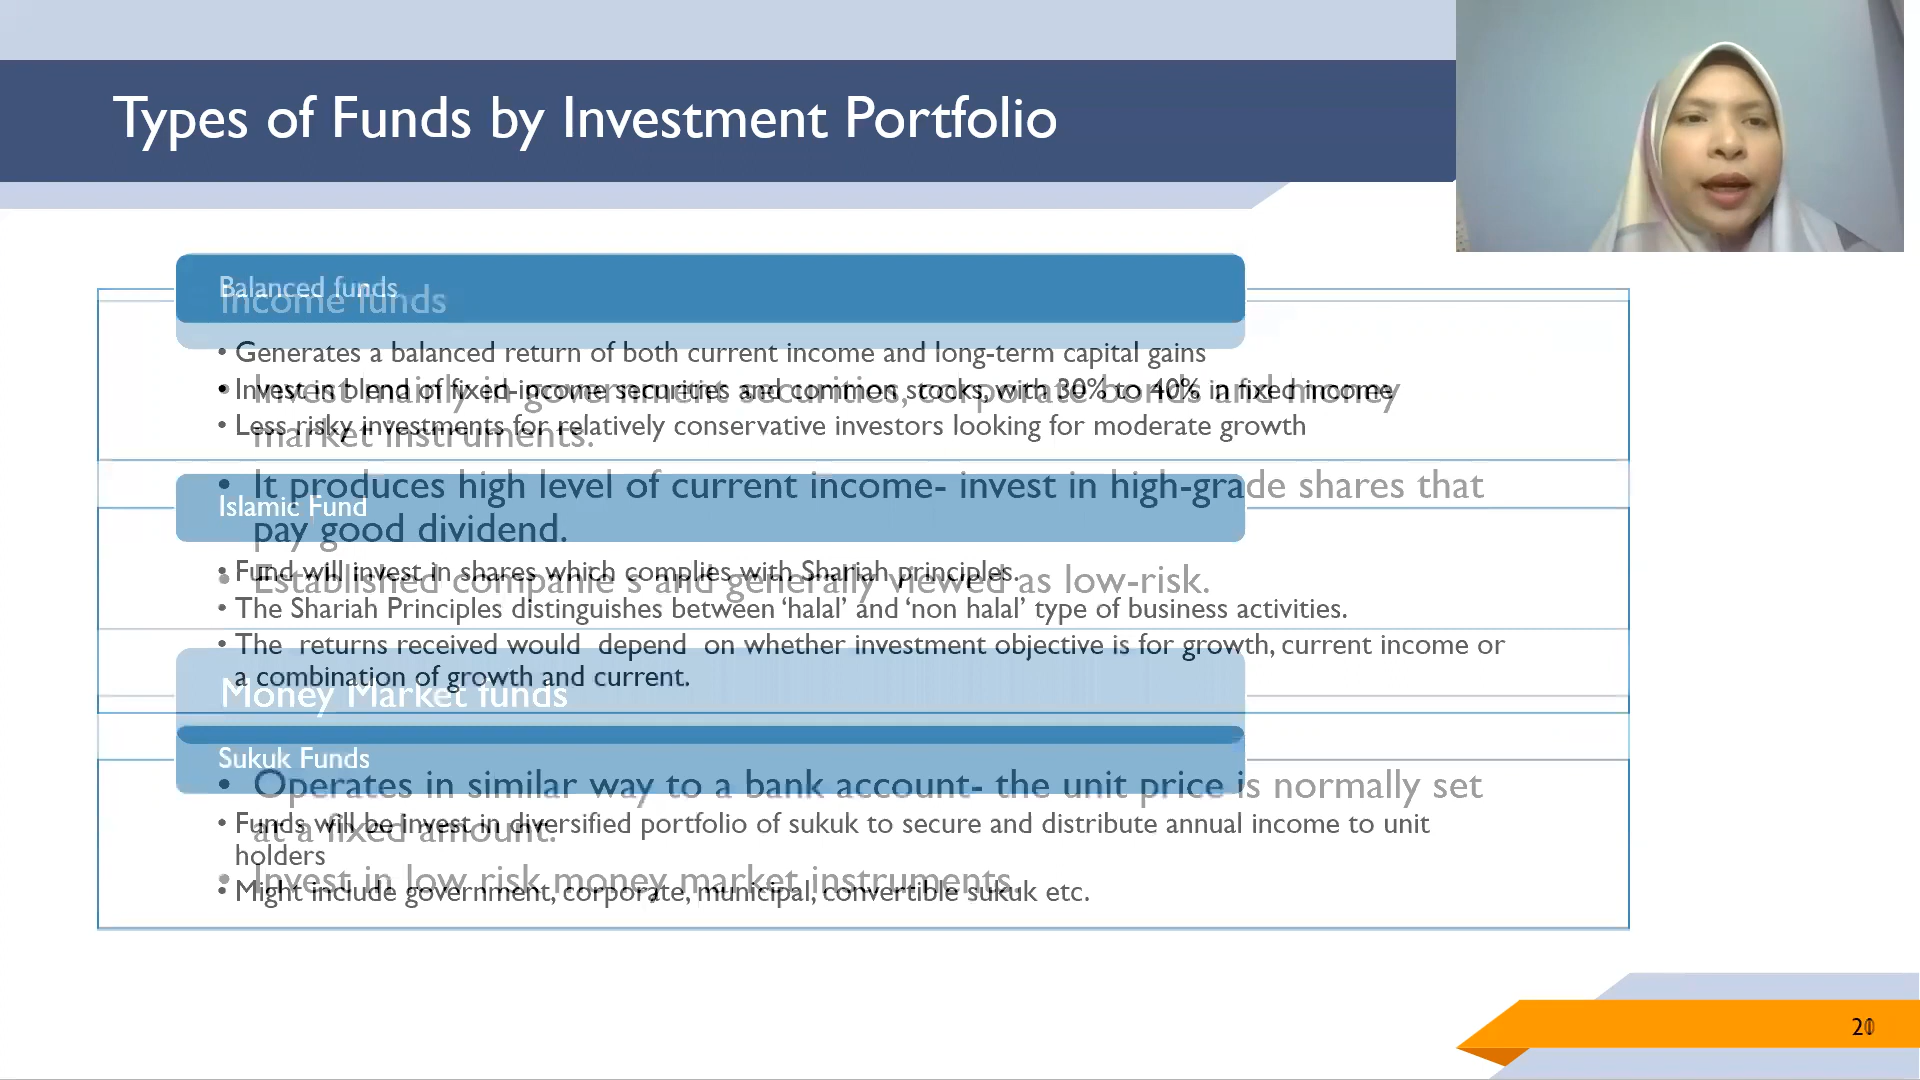 Types of Funds by Investment Portfolio
Balanced funds
Income funds
• Generates a balanced return of both current income and long-term capital gains
• Invest in blend of fixed-income securities and common stocks, with 30% to 40% in fixed income
• Invest mainly in government securities, corporate bonds and money
• Less risky investments for relatively conservative investors looking for moderate growth
market instruments.
• It produces high level of current income- invest in high-grade shares that
Islamic Fund
pay good dividend.
• Fund will invest in shares which complies with Shariah principles.
• Established companie s and generally viewed as low-risk.
• The Shariah Principles distinguishes between ‘halal’ and ‘non halal’ type of business activities.
• The returns received would depend on whether investment objective is for growth, current income or
a combination of growth and current.
Money Market funds
Sukuk Funds
• Operates in similar way to a bank account- the unit price is normally set
• Funds will be invest in diversified portfolio of sukuk to secure and distribute annual income to unit
at a fixed amount.
holders
• Invest in low risk money market instruments.
• Might include government, corporate, municipal, convertible sukuk etc.